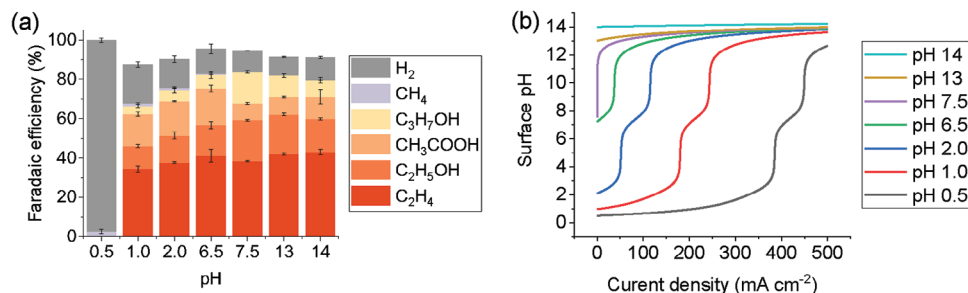 (a)
Faradaic efficiency (%)
100
80
60
40
20
0
0.5 1.0 2.0 6.5 7.5 13 14
pH
H2
CH4
C3H7OH
CH3COOH
C2H5OH
C2H4
(b)
Surface pH
14
12
10
8
6
4
2
0
0 100 200 300 400 500
Curent density (mA cm-2)
pH 14
pH 13
pH 7.5
pH 6.5
pH 2.0
pH 1.0
pH 0.5